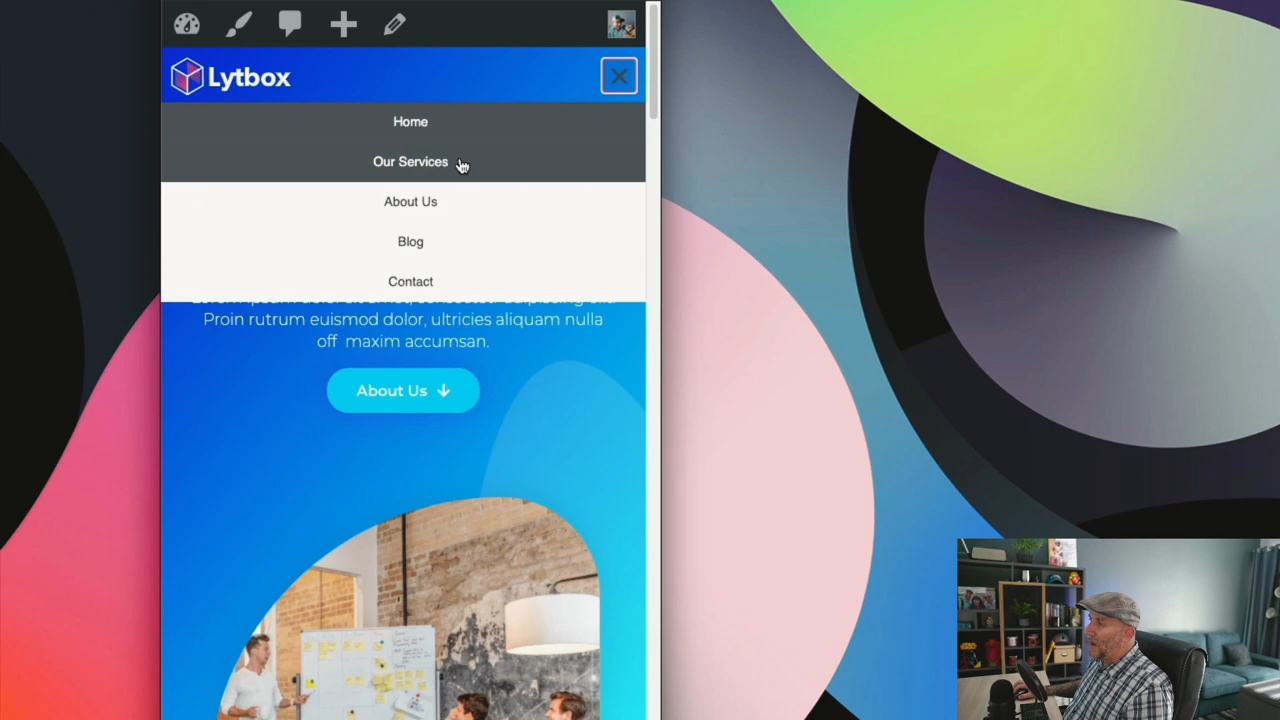 Lytbox
Home
Our Services
About Us
Blog
Contact
Proin rutrum euismod dolor, ultricies aliquam nulla
off maxim accumsan.
About Us